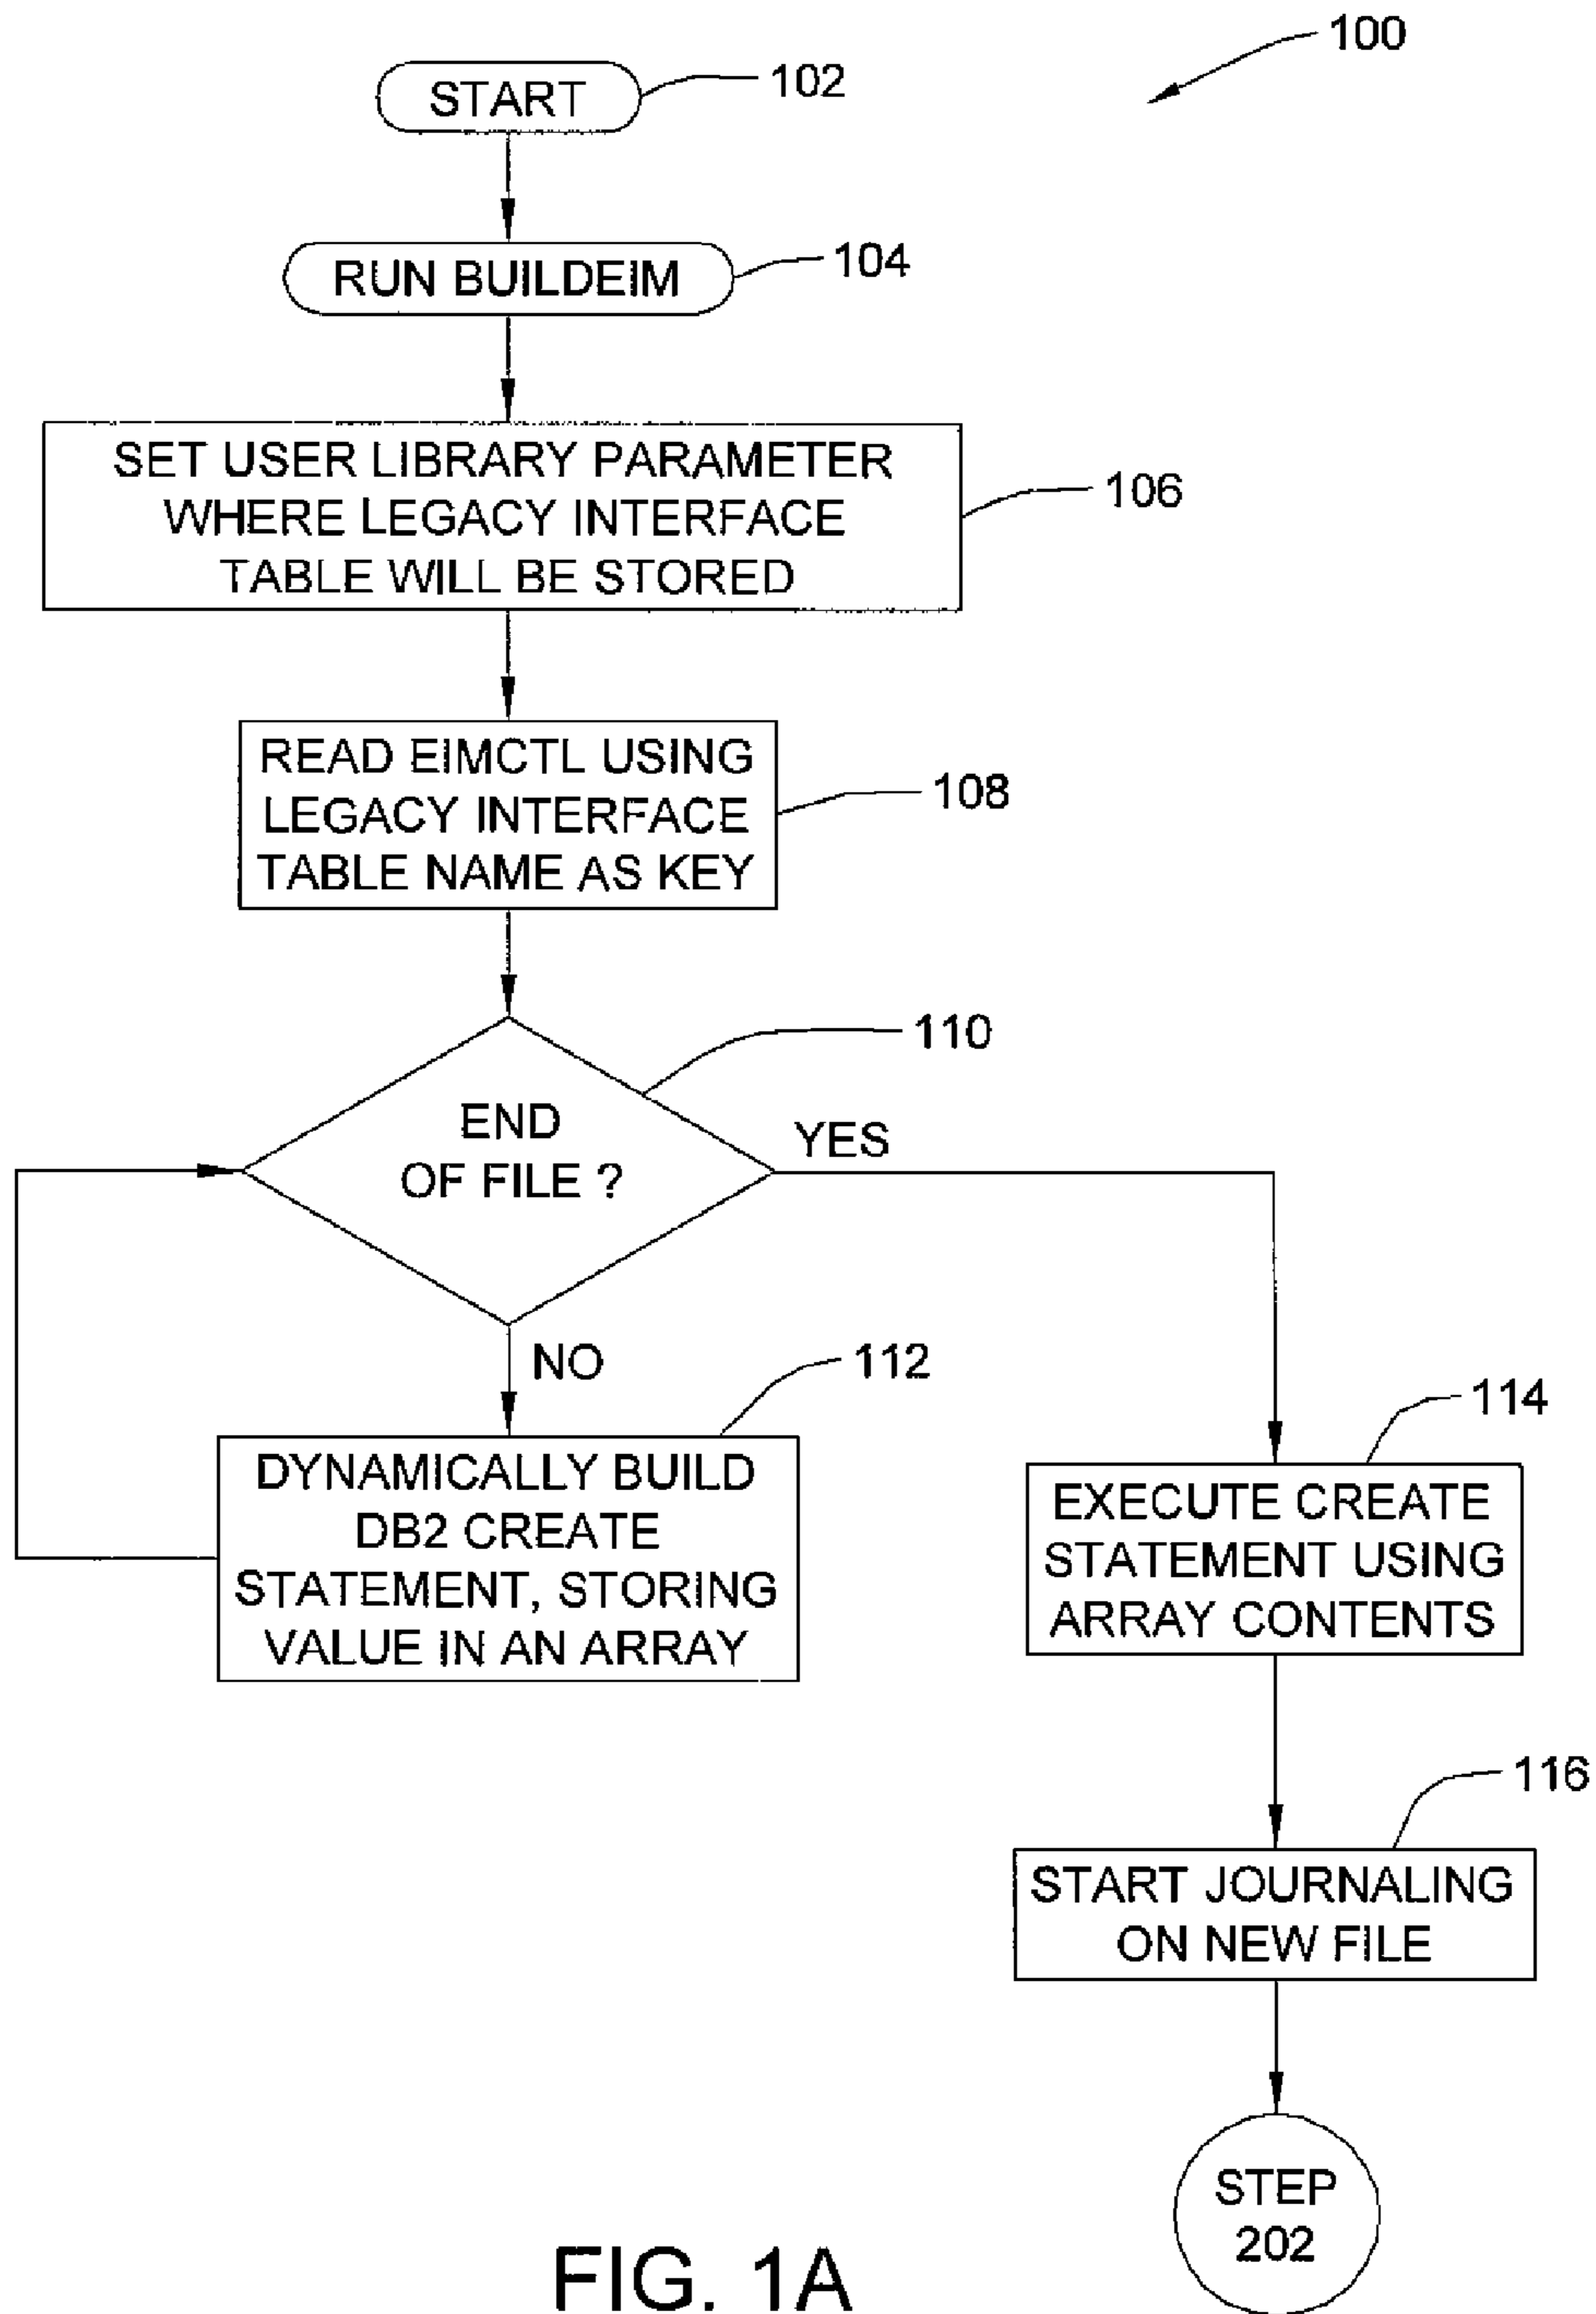 100
START
102
RUN BUILDEIM
104
SET USER LIBRARY PARAMETER
WHERE LEGACY INTERFACE
TABLE WILL BE STORED
106
READ EIMCTL USING
LEGACY INTERFACE
TABLE NAME AS KEY
108
110
END
OF FILE ?
YES
NO
112
DYNAMICALLY BUILD
DB2 CREATE
STATEMENT, STORING
VALUE IN AN ARRAY
114
EXECUTE CREATE
STATEMENT USING
ARRAY CONTENTS
116
START JOURNALING
ON NEW FILE
STEP
202
FIG. 1A